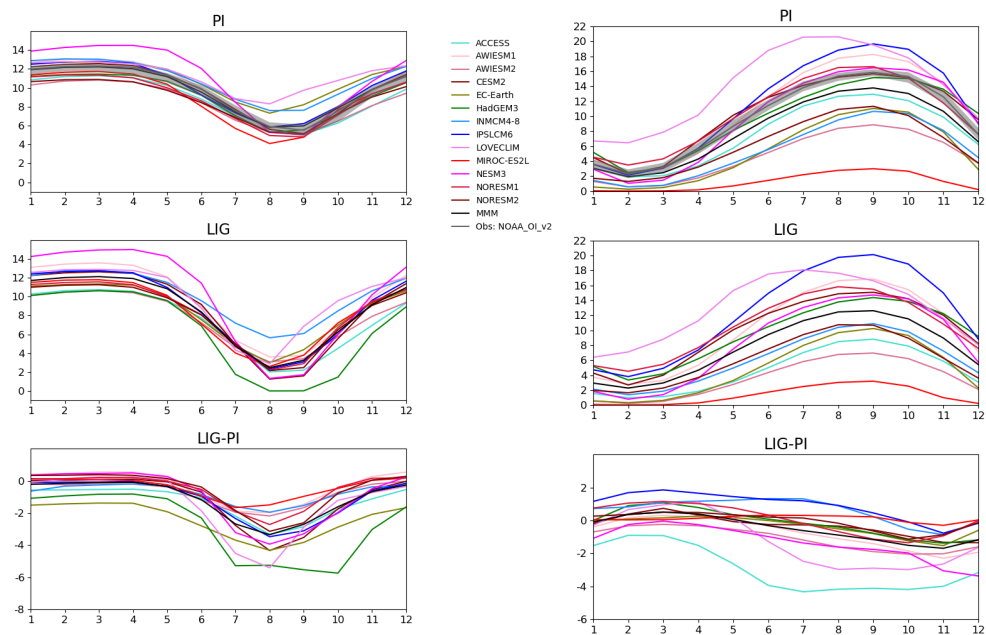 PI
14
12
10
8
6
4
2
0
1 2 3 4 5 6 7 8 9 10 11 12
LIG
14
12
10
8
6
4
2
0
1 2 3 4 5 6 7 8 9 10 11 12
LIG-PI
0
-2
-4
-6
-8
1 2 3 4 5 6 7 8 9 10 11 12
ACCESS
AWIESM1
AWIESM2
CESM2
EC-Earth
HadGEM3
INMCM4-8
IPSLCM6
LOVECLIM
MIROC-ES2L
NESM3
NORESM1
NORESM2
MMM
Obs: NOAA_OI_v2
PI
22
20
18
16
14
12
10
8
6
4
2
0
1 2 3 4 5 6 7 8 9 10 11 12
LIG
22
20
18
16
14
12
10
8
6
4
2
0
1 2 3 4 5 6 7 8 9 10 11 12
LIG-PI
2
0
-2
-4
-6
1 2 3 4 5 6 7 8 9 10 11 12